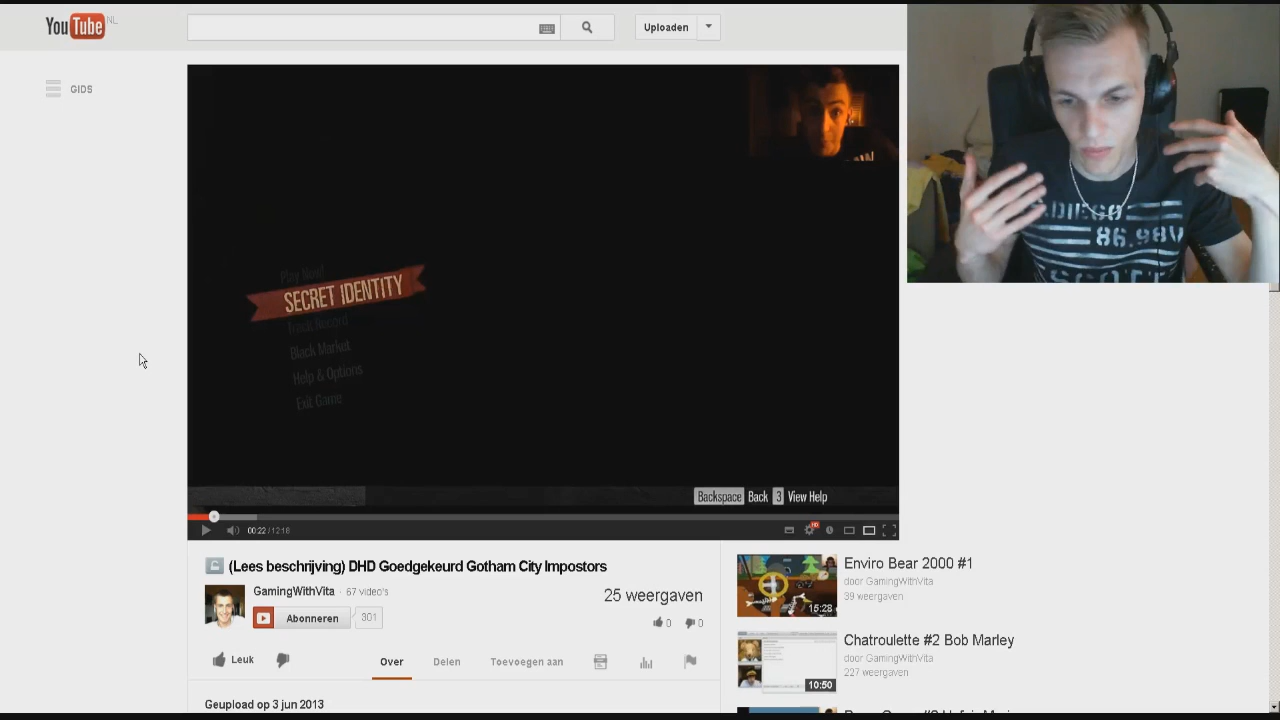 YouTube NL
Uploaden
GIDS
Play Now!
SECRET IDENTITY
Track Record
Black Market
Help & Options
Exit Game
Backspace Back 3 View Help
00:22 / 12:18
HD
(Lees beschrijving) DHD Goedgekeurd Gotham City Impostors
GamingWithVita · 67 video's
Abonneren 301
25 weergaven
0 0
Leuk
Over Delen Toevoegen aan
Geupload op 3 jun 2013
Enviro Bear 2000 #1
door GamingWithVita
39 weergaven
15:28
Chatroulette #2 Bob Marley
door GamingWithVita
227 weergaven
10:50
DIEGO
86.98V
SCOTT